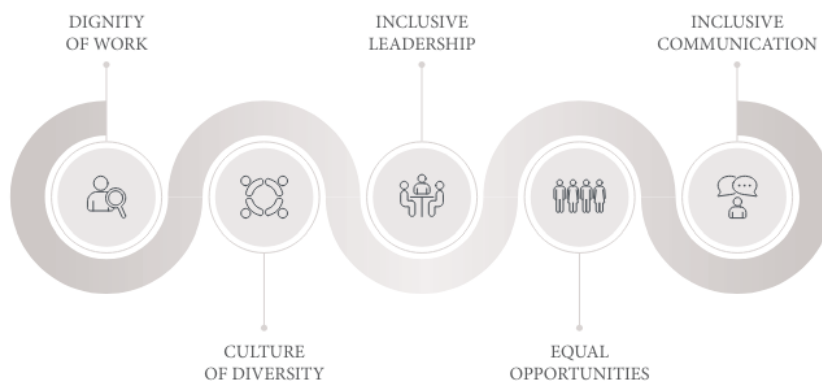 DIGNITY
OF WORK
INCLUSIVE
LEADERSHIP
INCLUSIVE
COMMUNICATION
CULTURE
OF DIVERSITY
EQUAL
OPPORTUNITIES